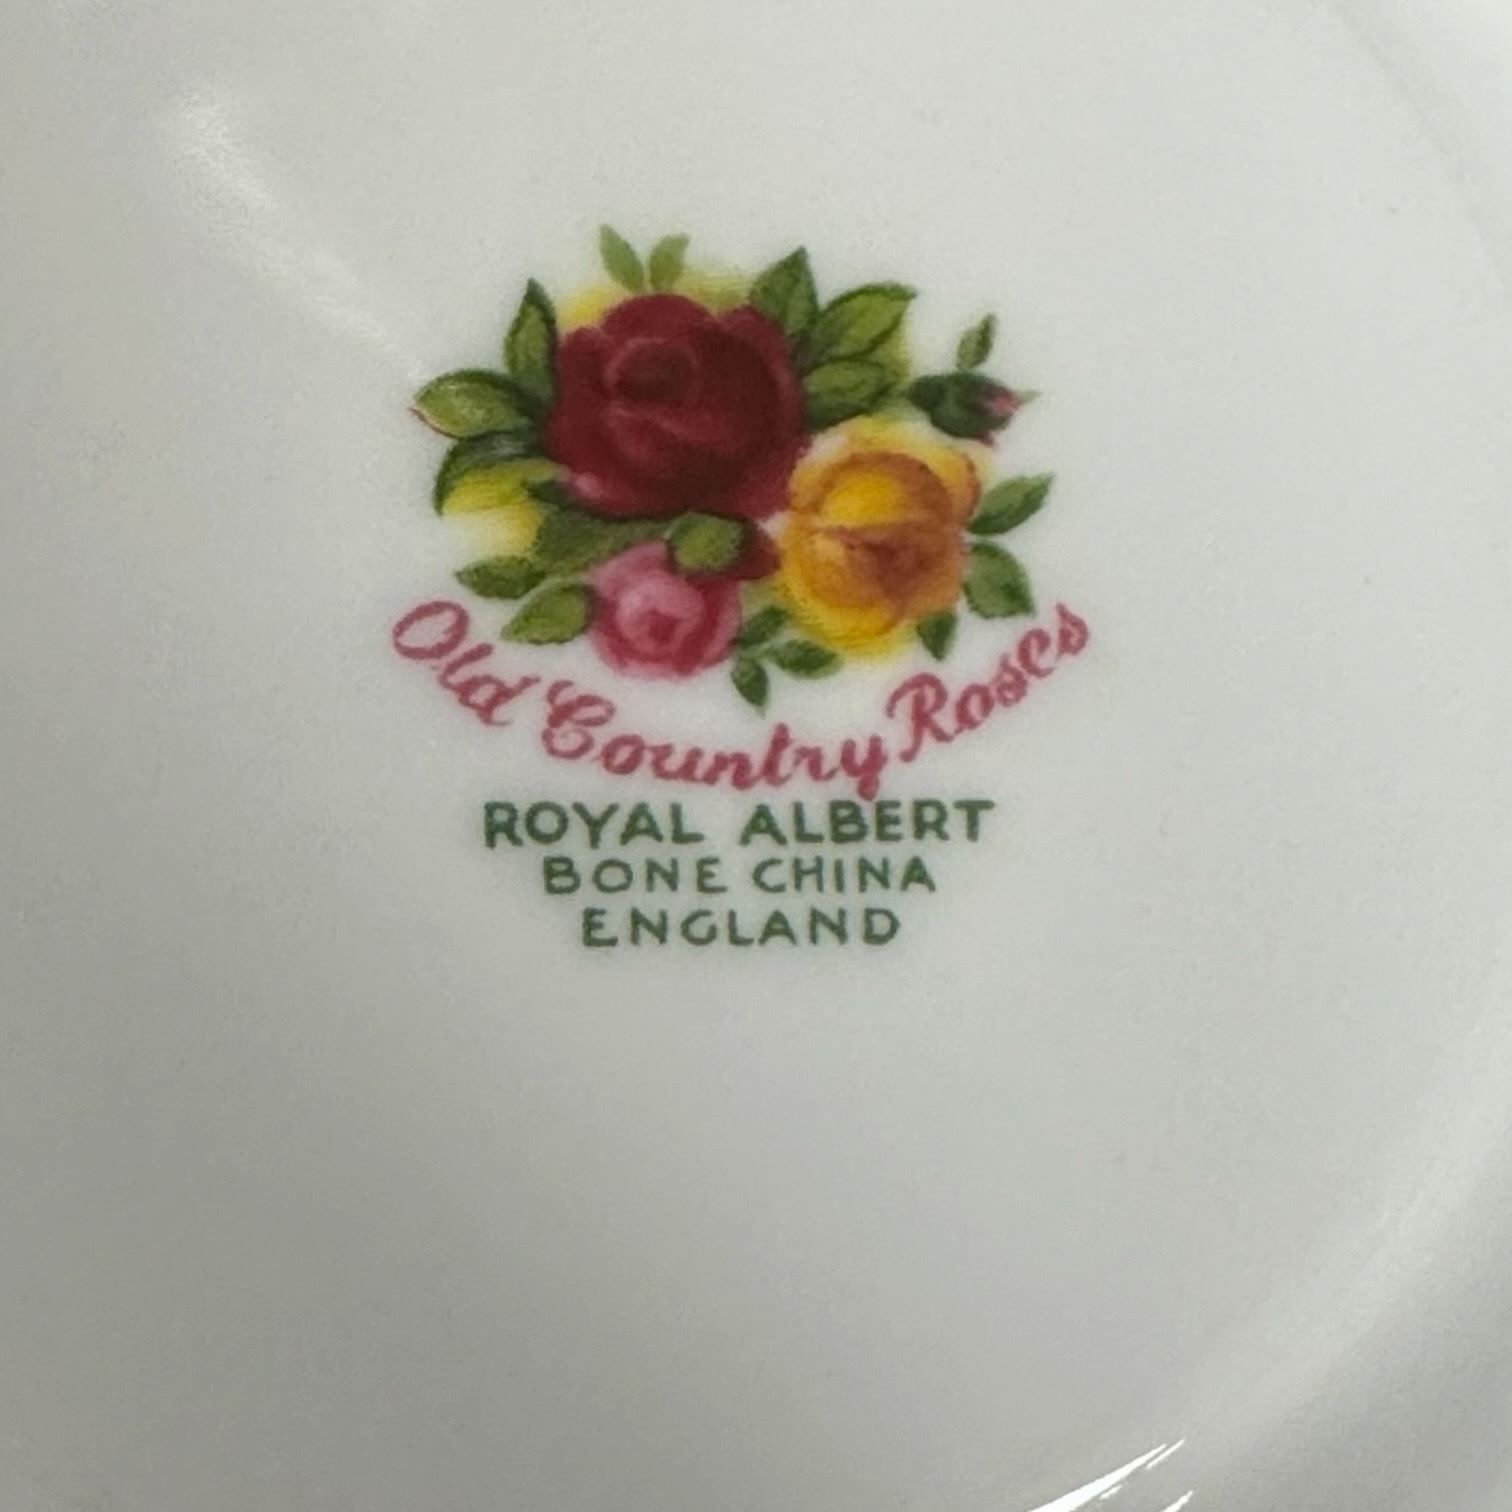 Old Country Roses
ROYAL ALBERT
BONE CHINA
ENGLAND